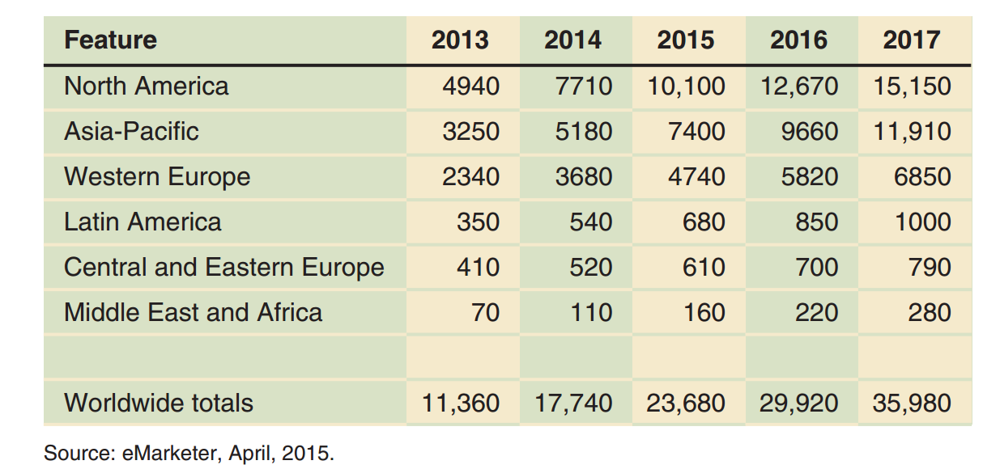 Feature 2013 2014 2015 2016 2017
North America 4940 7710 10,100 12,670 15,150
Asia-Pacific 3250 5180 7400 9660 11,910
Western Europe 2340 3680 4740 5820 6850
Latin America 350 540 680 850 1000
Central and Eastern Europe 410 520 610 700 790
Middle East and Africa 70 110 160 220 280
Worldwide totals 11,360 17,740 23,680 29,920 35,980
Source: eMarketer, April, 2015.